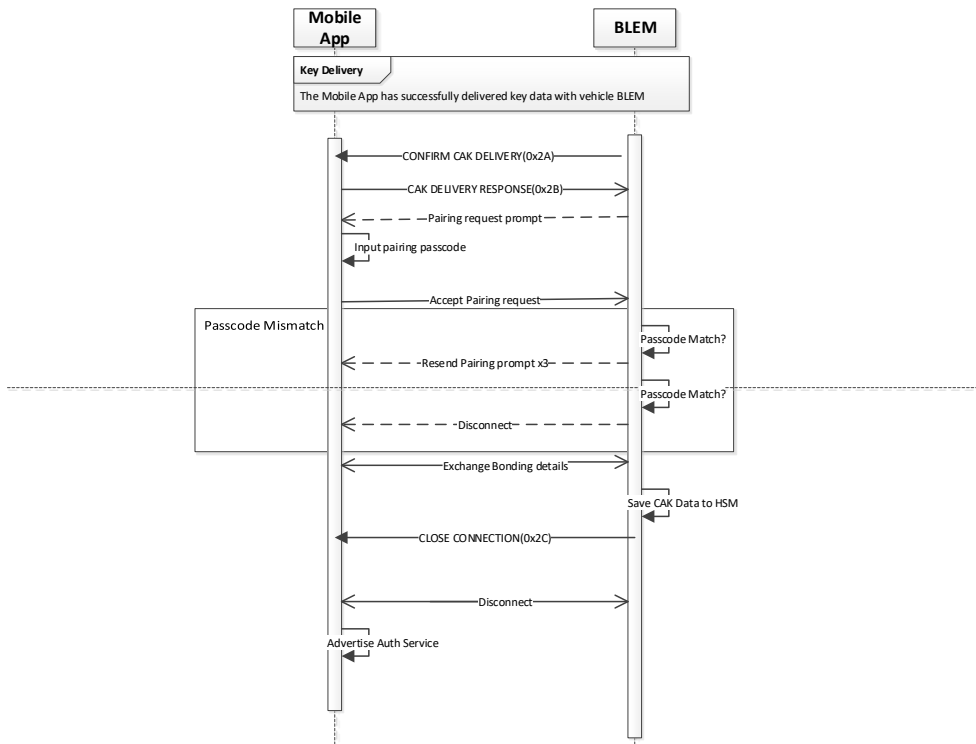 Mobile
App
BLEM
Key Delivery
The Mobile App has successfully delivered key data with vehicle BLEM
CONFIRM CAK DELIVERY(0x2A)
CAK DELIVERY RESPONSE(0x2B)
Pairing request prompt
Input pairing passcode
Accept Pairing request
Passcode Mismatch
Passcode Match?
Resend Pairing prompt x3
Passcode Match?
Disconnect
Exchange Bonding details
Save CAK Data to HSM
CLOSE CONNECTION(0x2C)
Disconnect
Advertise Auth Service